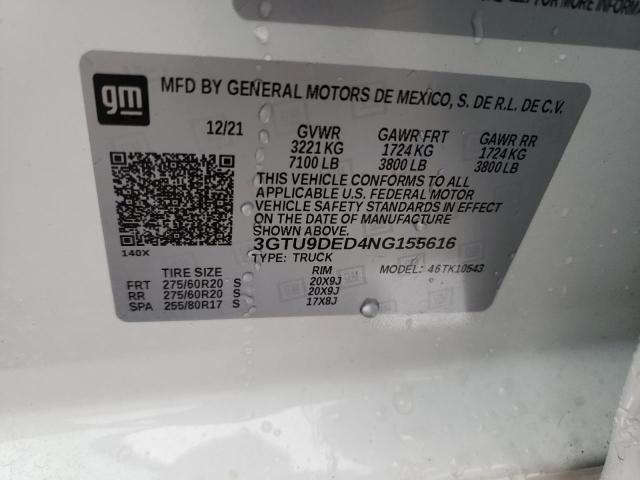 FOR MORE INFORMATION
gm
MFD BY GENERAL MOTORS DE MEXICO, S. DE R.L. DE C.V.
12/21 GVWR GAWR FRT GAWR RR
3221 KG 1724 KG 1724 KG
7100 LB 3800 LB 3800 LB
THIS VEHICLE CONFORMS TO ALL
APPLICABLE U.S. FEDERAL MOTOR
VEHICLE SAFETY STANDARDS IN EFFECT
ON THE DATE OF MANUFACTURE
SHOWN ABOVE.
3GTU9DED4NG155616
140X TYPE: TRUCK MODEL: 46TK10543
TIRE SIZE RIM
FRT 275/60R20 S 20X9J
RR 275/60R20 S 20X9J
SPA 255/80R17 S 17X8J